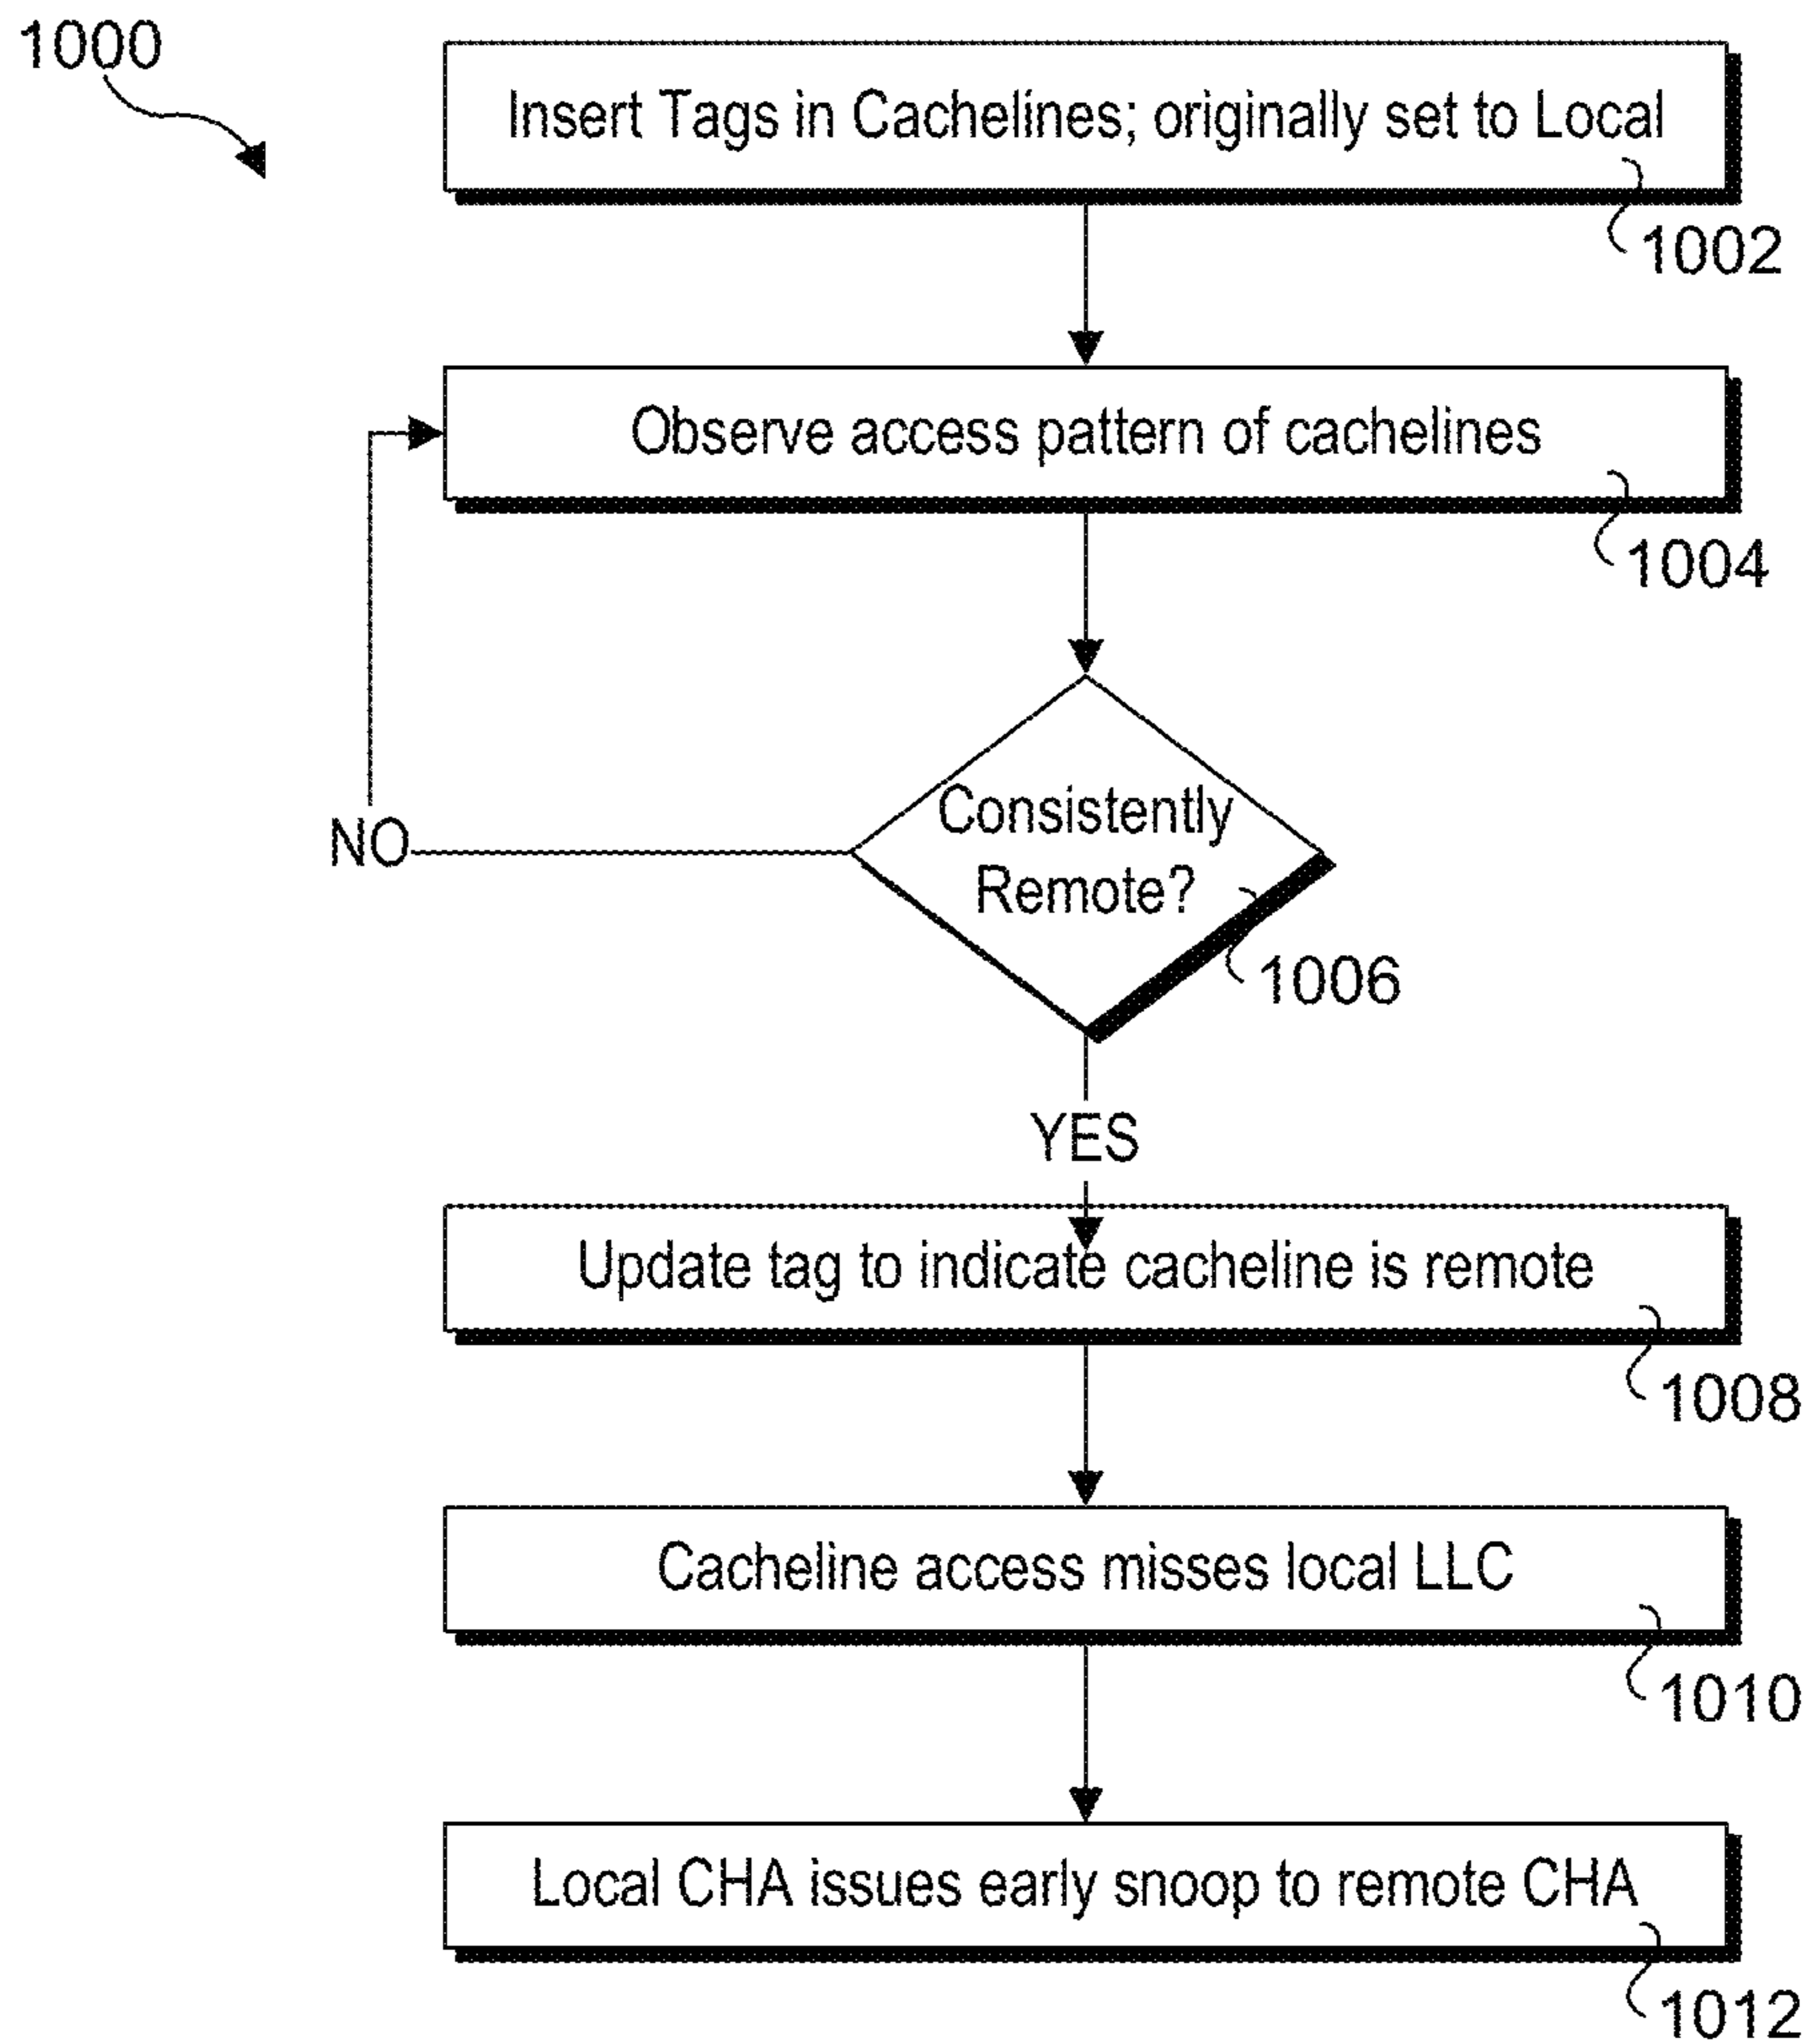 1000
Insert Tags in Cachelines; originally set to Local
1002
Observe access pattern of cachelines
1004
Consistently
Remote?
1006
NO
YES
Update tag to indicate cacheline is remote
1008
Cacheline access misses local LLC
1010
Local CHA issues early snoop to remote CHA
1012